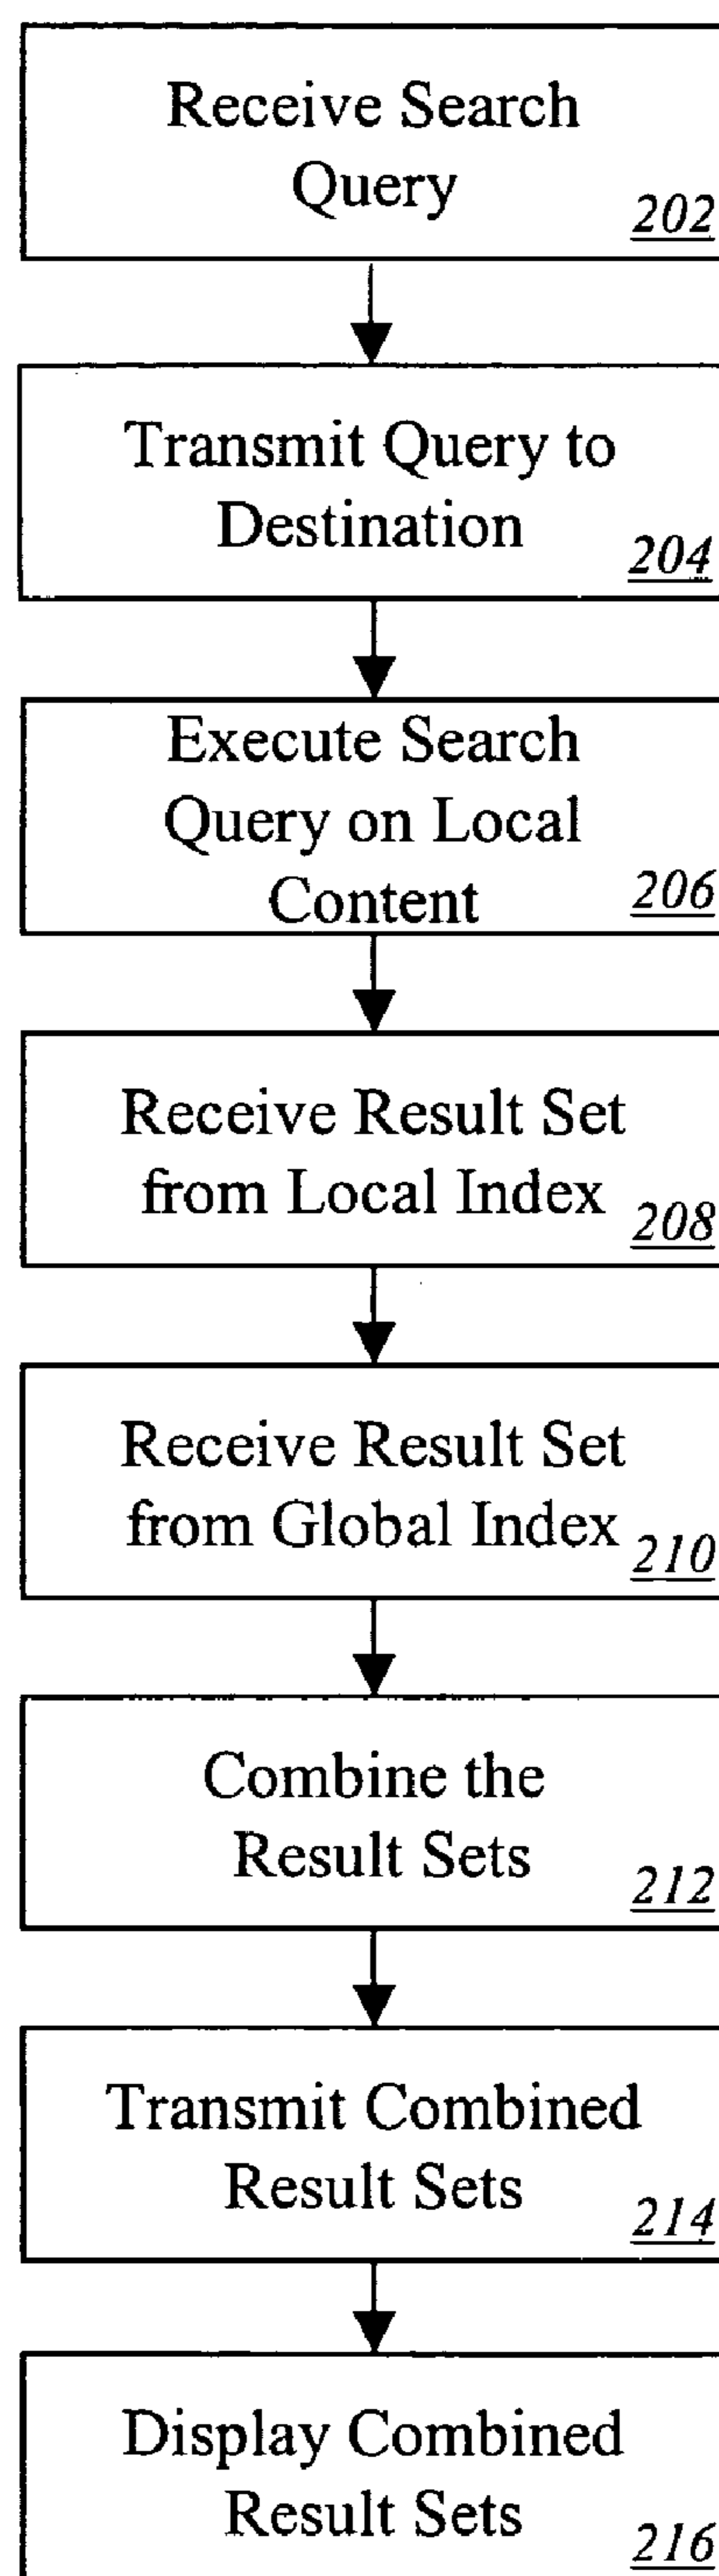 Receive Search
Query
202
Transmit Query to
Destination
204
Execute Search
Query on Local
Content
206
Receive Result Set
from Local Index
208
Receive Result Set
from Global Index
210
Combine the
Result Sets
212
Transmit Combined
Result Sets
214
Display Combined
Result Sets
216